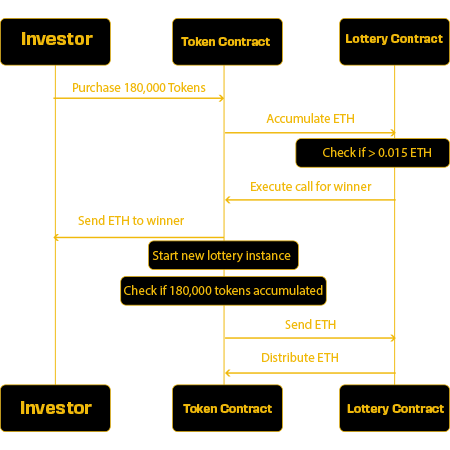 Investor
Token Contract
Lottery Contract
Purchase 180,000 Tokens
Accumulate ETH
Check if > 0.015 ETH
Execute call for winner
Send ETH to winner
Start new lottery instance
Check if 180,000 tokens accumulated
Send ETH
Distribute ETH
Investor
Token Contract
Lottery Contract